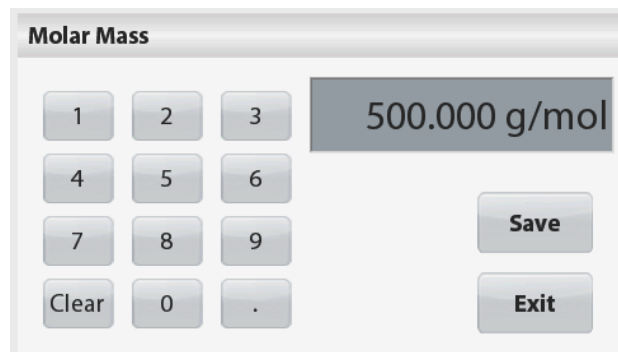 Molar Mass
1 2 3 500.000 g/mol
4 5 6
7 8 9 Save
Clear 0 . Exit